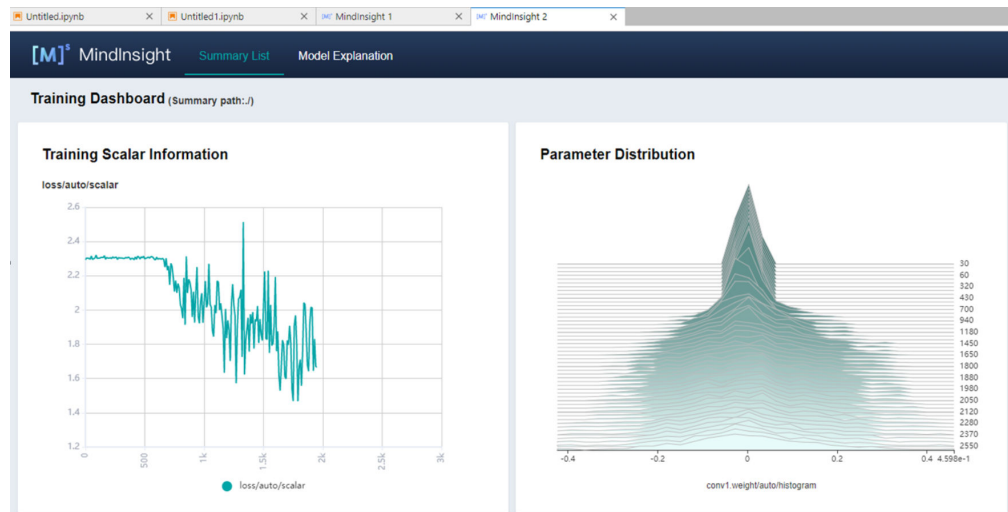 Untitled.ipynb Untitled1.ipynb MindInsight 1 MindInsight 2
[M]s MindInsight Summary List Model Explanation
Training Dashboard (Summary path:./)
Training Scalar Information
loss/auto/scalar
2.6
2.4
2.2
2
1.8
1.6
1.4
1.2
0 500 1k 1.5k 2k 2.5k 3k
loss/auto/scalar
Parameter Distribution
30
60
320
430
700
940
1180
1450
1650
1800
1880
1980
2050
2120
2280
2370
2550
-0.4 -0.2 0 0.2 0.4 4.598e-1
conv1.weight/auto/histogram